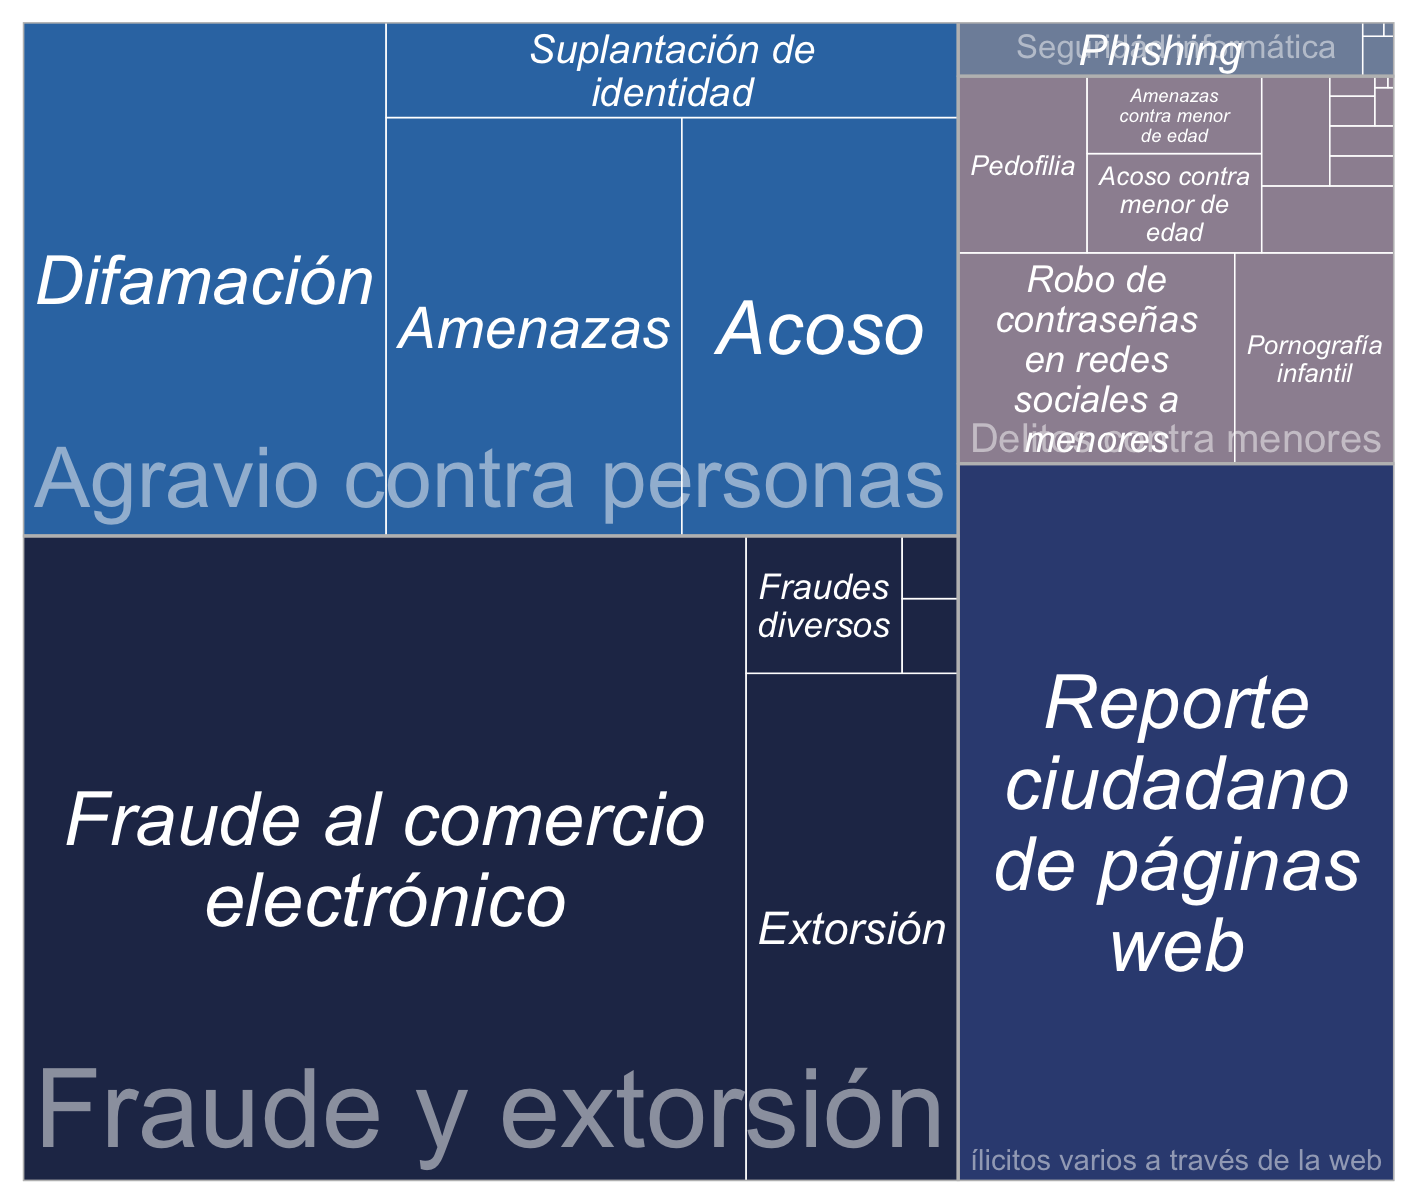 Difamación
Suplantación de
identidad
Amenazas
Acoso
Agravio contra personas
Seguridad informática
Phishing
Pedofilia
Amenazas
contra menor
de edad
Acoso contra
menor de
edad
Robo de
contraseñas
en redes
sociales a
menores
Pornografía
infantil
Delitos contra menores
Fraude al comercio
electrónico
Fraudes
diversos
Extorsión
Fraude y extorsión
Reporte
ciudadano
de páginas
web
ílicitos varios a través de la web